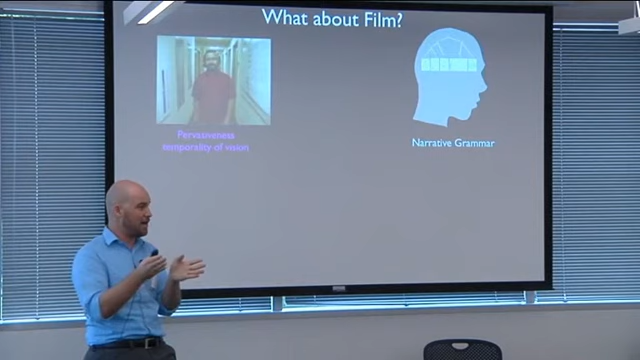 What about Film?
Pervasiveness
temporality of vision
Narrative Grammar